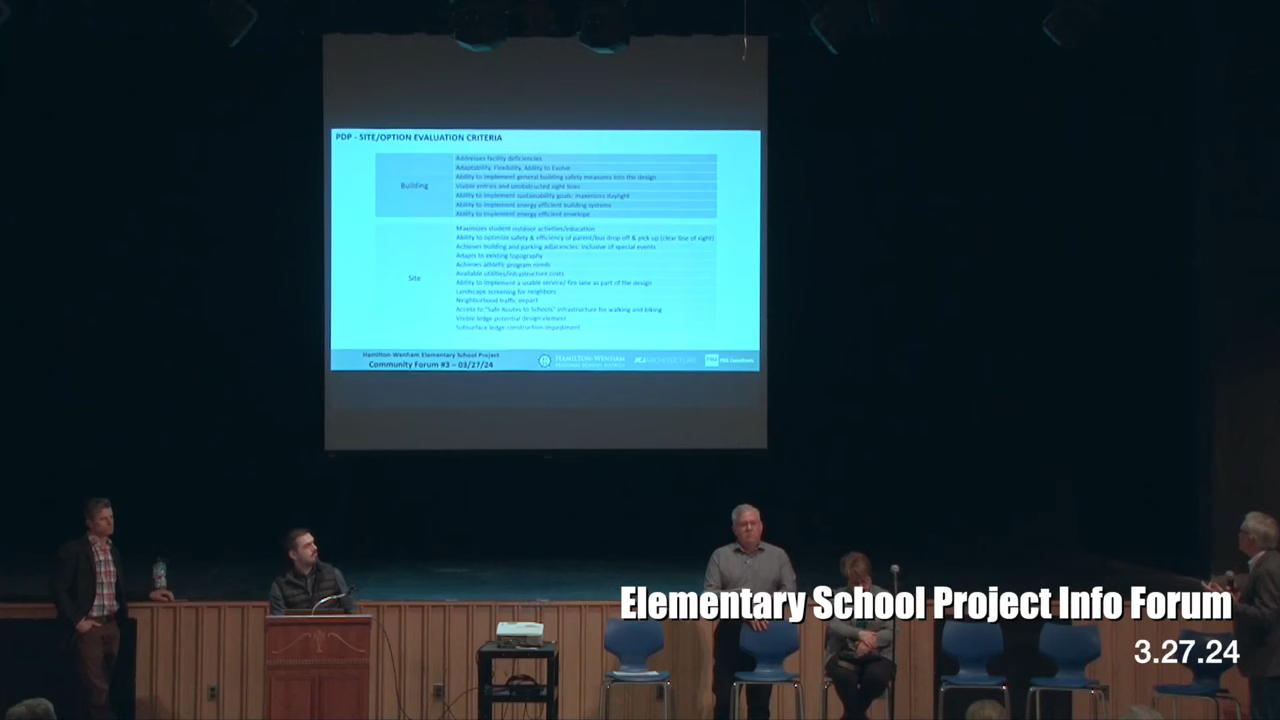 PDP - SITE/OPTION EVALUATION CRITERIA
Building
Addresses facility deficiencies
Adaptability, Flexibility, Ability to Evolve
Ability to implement general building safety measures into the design
Visible entries and unobstructed sight lines
Ability to implement sustainability goals: maximizes daylight
Ability to implement energy efficient building systems
Ability to implement energy efficient envelope
Site
Maximizes student outdoor activities/education
Ability to optimize safety & efficiency of parent/bus drop off & pick up (clear line of sight)
Achieves building and parking adjacencies: inclusive of special events
Adapts to existing topography
Achieves athletic program needs
Available utilities/infrastructure costs
Ability to implement a usable service/ fire lane as part of the design
Landscape screening for neighbors
Neighborhood traffic impact
Access to "Safe Routes to Schools" infrastructure for walking and biking
Visible ledge potential design element
Subsurface ledge construction impediment
Hamilton-Wenham Elementary School Project
Community Forum #3 – 03/27/24
HAMILTON-WENHAM
REGIONAL SCHOOL DISTRICT
JCJARCHITECTURE
Elementary School Project Info Forum
3.27.24